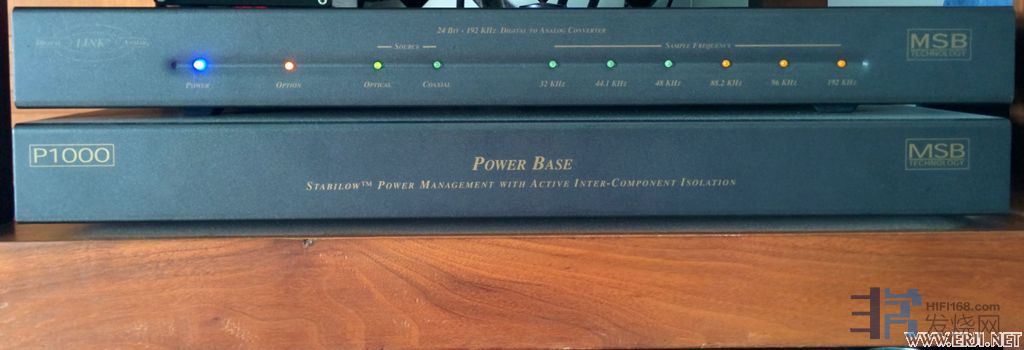 24 BIT - 192 KHZ DIGITAL TO ANALOG CONVERTER
DIGITAL LINK ANALOG
SOURCE
SAMPLE FREQUENCY
MSB
TECHNOLOGY
POWER
OPTION
OPTICAL
COAXIAL
32 KHZ
44.1 KHZ
48 KHZ
88.2 KHZ
96 KHZ
192 KHZ
P1000
POWER BASE
STABILOW™ POWER MANAGEMENT WITH ACTIVE INTER-COMPONENT ISOLATION
MSB
TECHNOLOGY
HIFI168.com
发烧网
WWW.ERJI.NET